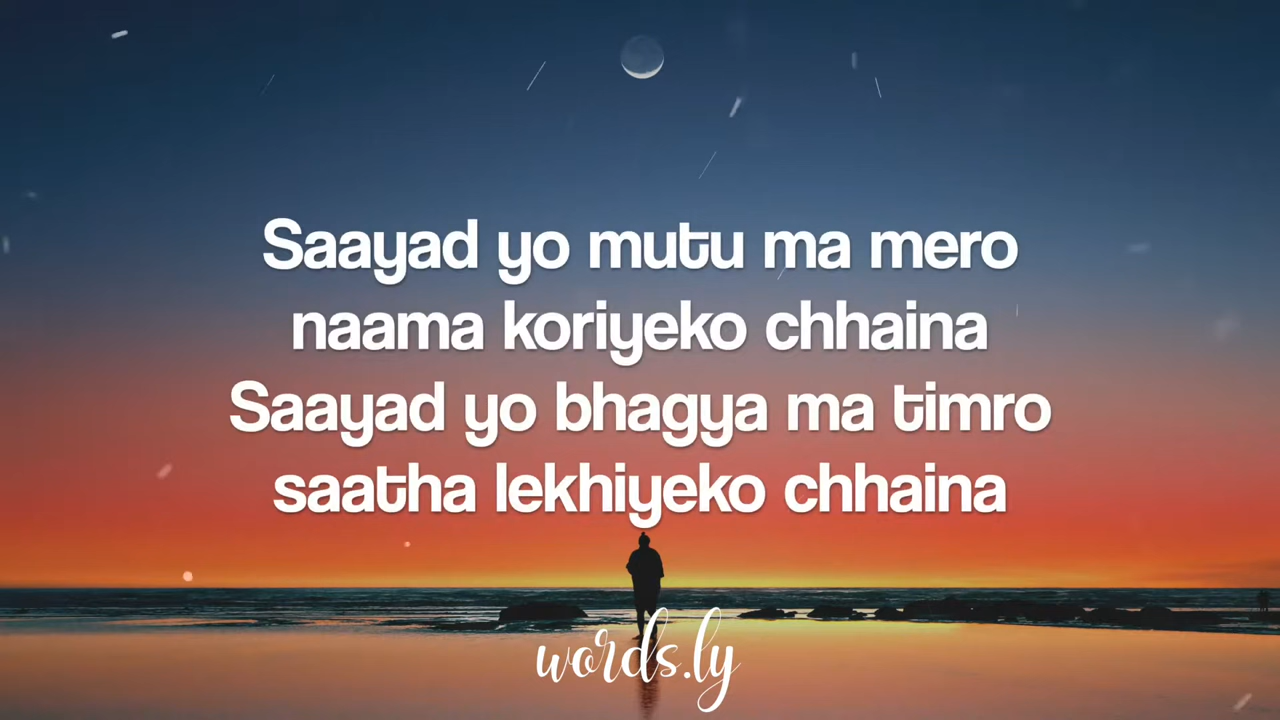 Saayad yo mutu ma mero
naama koriyeko chhaina
Saayad yo bhagya ma timro
saatha lekhiyeko chhaina
words.ly